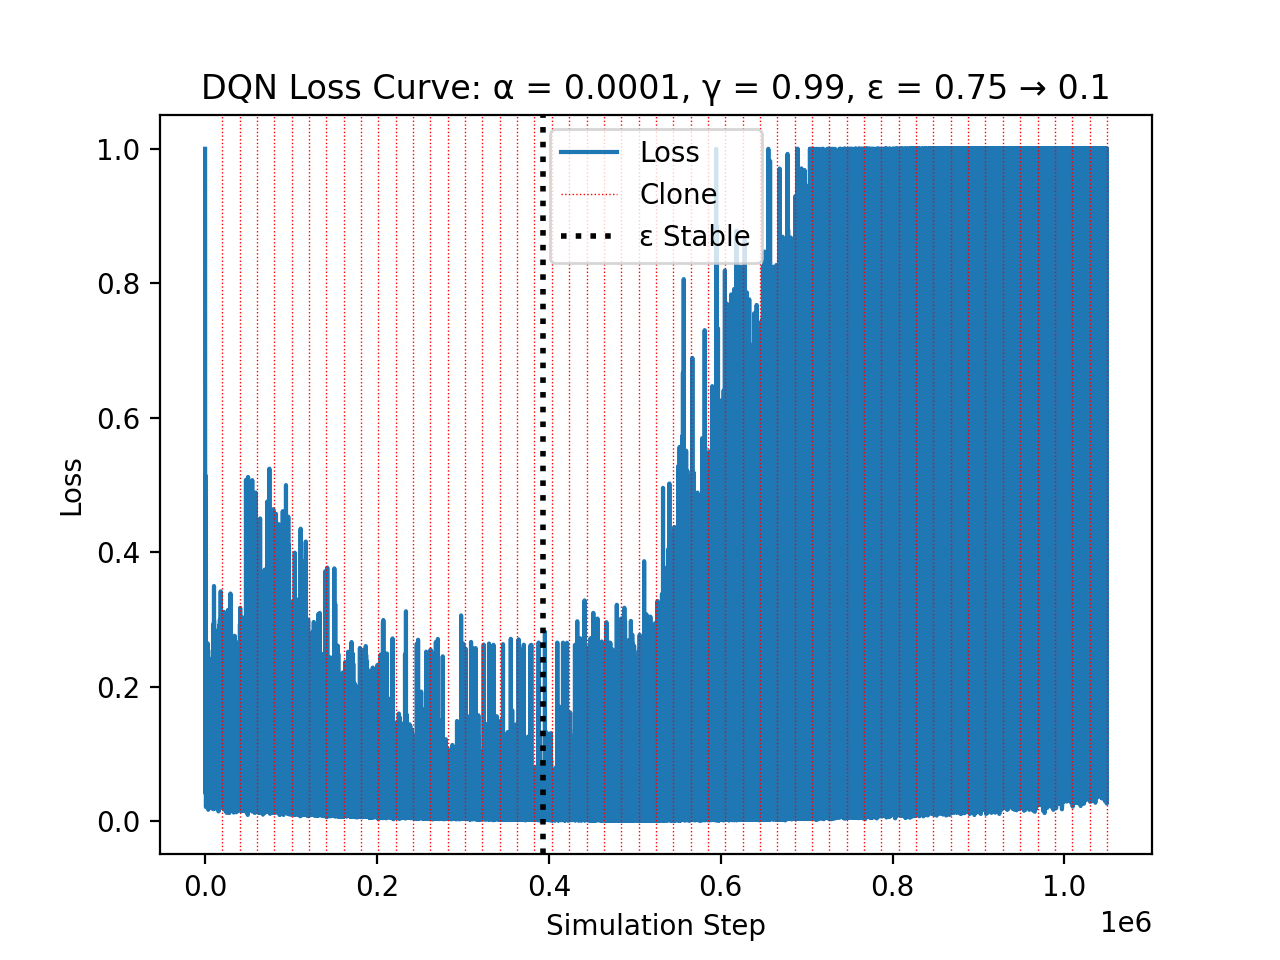 DQN Loss Curve: α = 0.0001, γ = 0.99, ε = 0.75 → 0.1
Loss
Clone
ε Stable
1.0
0.8
0.6
0.4
0.2
0.0
Loss
0.0 0.2 0.4 0.6 0.8 1.0
1e6
Simulation Step